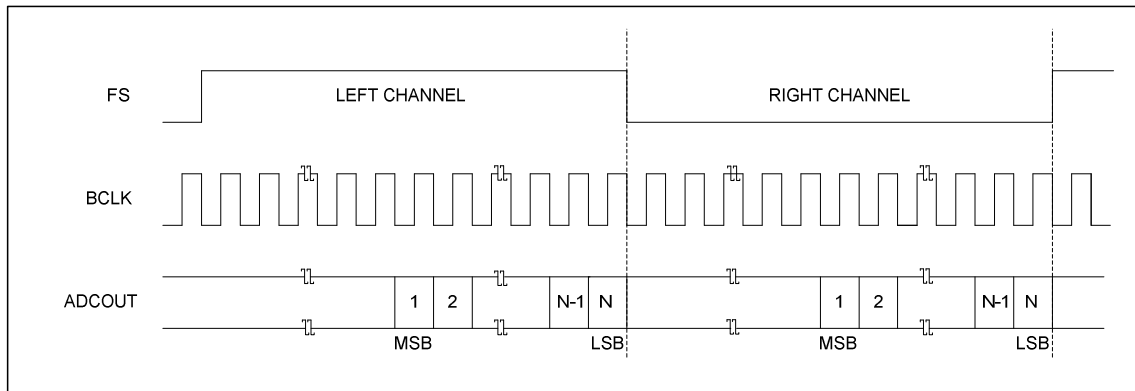 FS
LEFT CHANNEL
RIGHT CHANNEL
BCLK
ADCOUT
1 2 N-1 N 1 2 N-1 N
MSB LSB MSB LSB